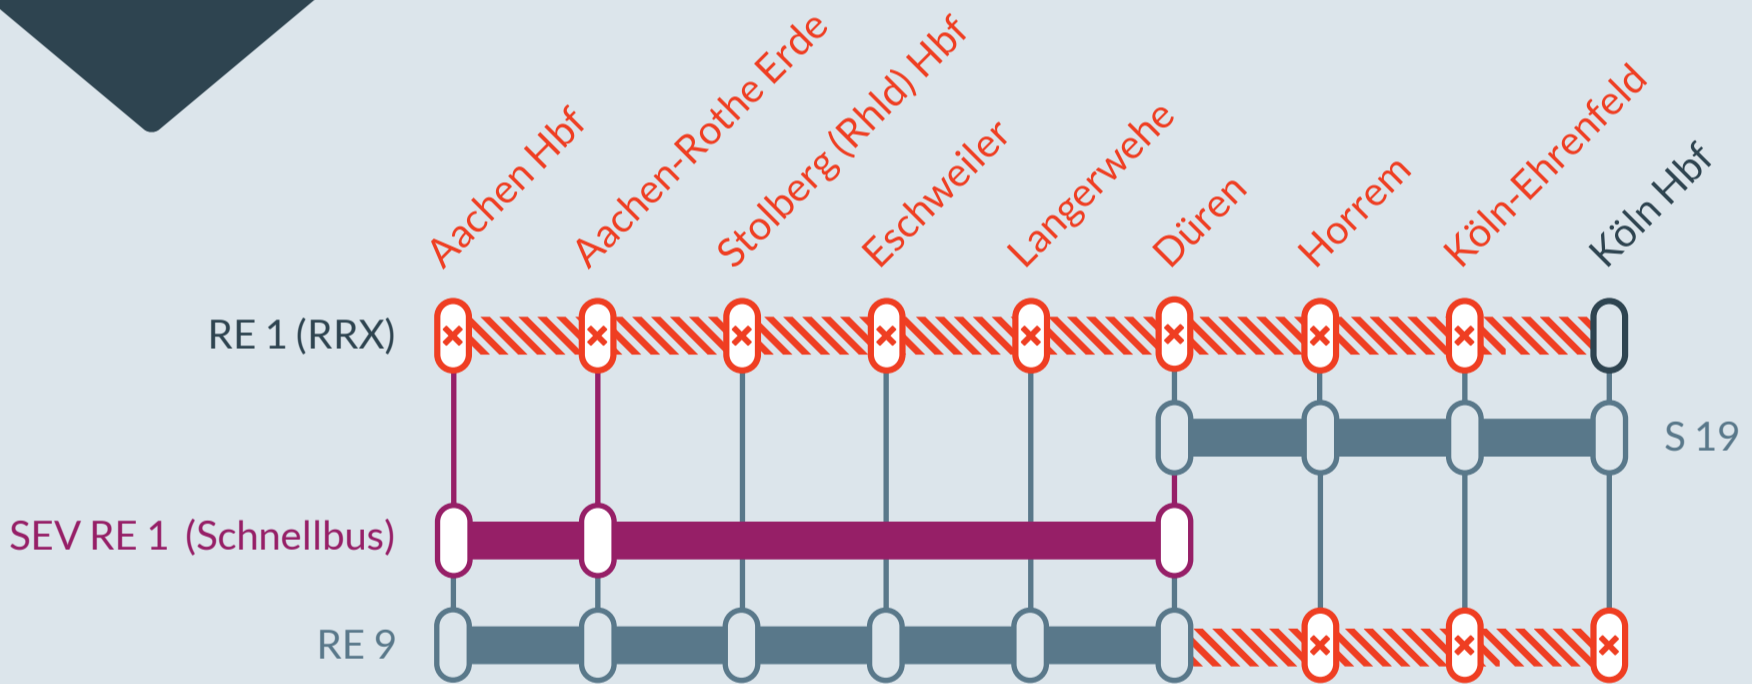 Aachen Hbf
Aachen-Rothe Erde
Stolberg (Rhld) Hbf
Eschweiler
Langerwehe
Düren
Horrem
Köln-Ehrenfeld
Köln Hbf
RE 1 (RRX)
S 19
SEV RE 1 (Schnellbus)
RE 9